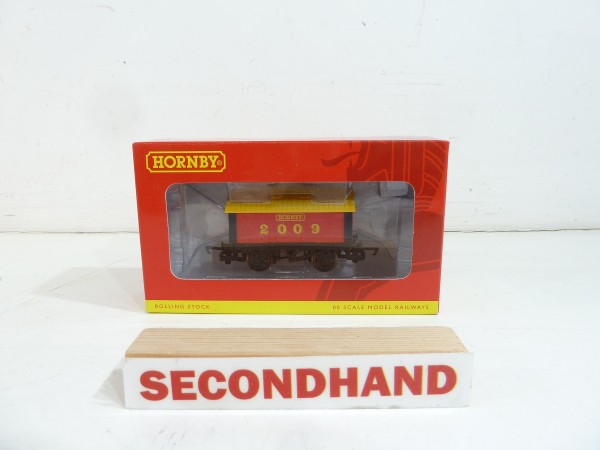 HORNBY®
HORNBY
2009
ROLLING STOCK
00 SCALE MODEL RAILWAYS
SECONDHAND